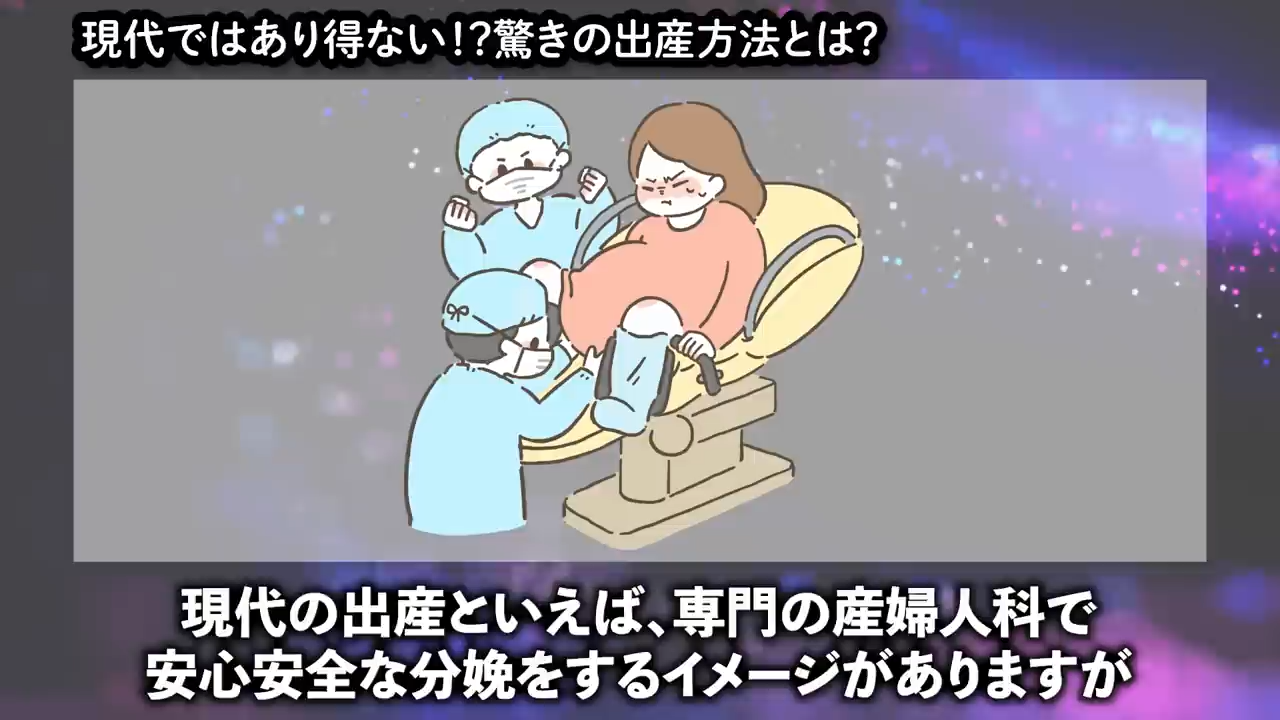 現代ではあり得ない!?驚きの出産方法とは?
現代の出産といえば、専門の産婦人科で
安心安全な分娩をするイメージがありますが